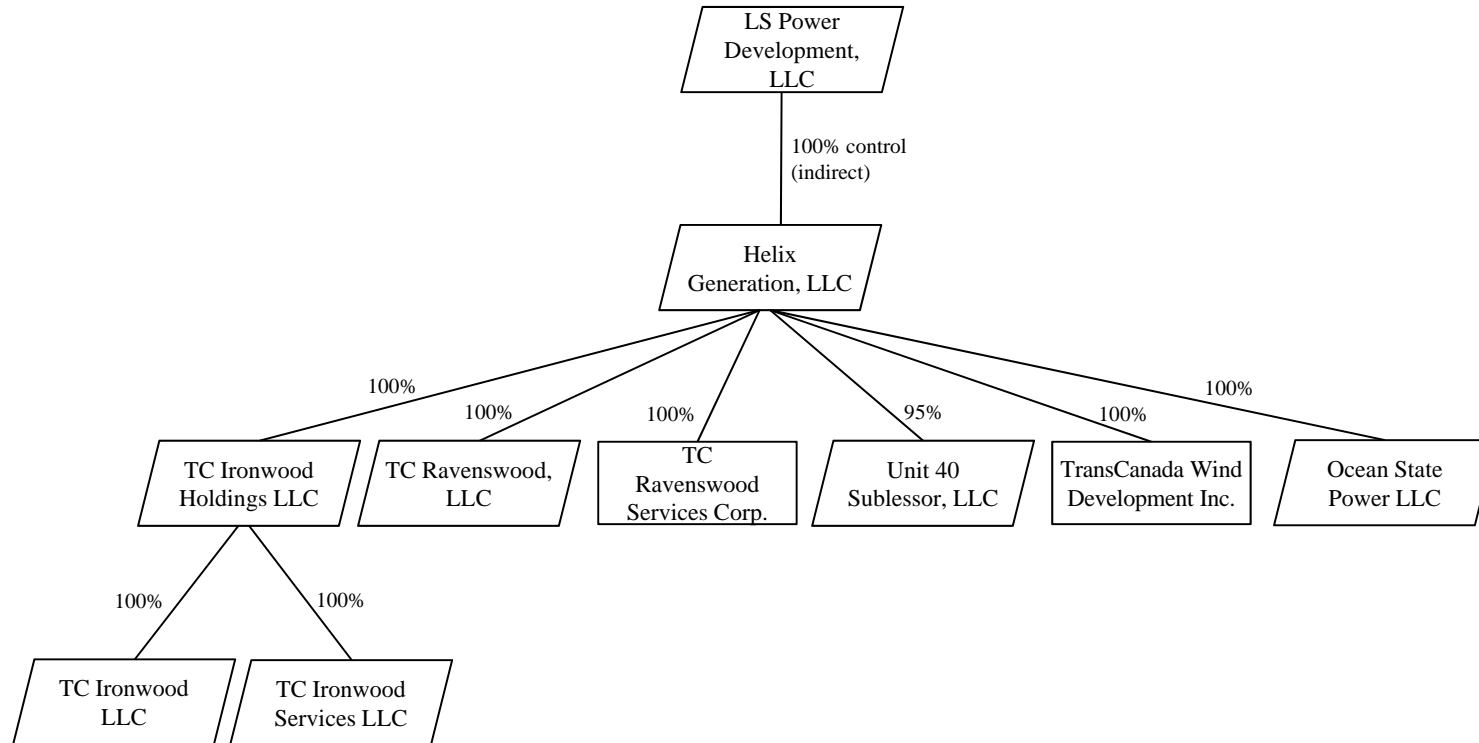 LS Power
Development,
LLC
100% control
(indirect)
Helix
Generation, LLC
100%
100%
100%
95%
100%
100%
TC Ironwood
Holdings LLC
TC Ravenswood,
LLC
TC
Ravenswood
Services Corp.
Unit 40
Sublessor, LLC
TransCanada Wind
Development Inc.
Ocean State
Power LLC
100%
100%
TC Ironwood
LLC
TC Ironwood
Services LLC